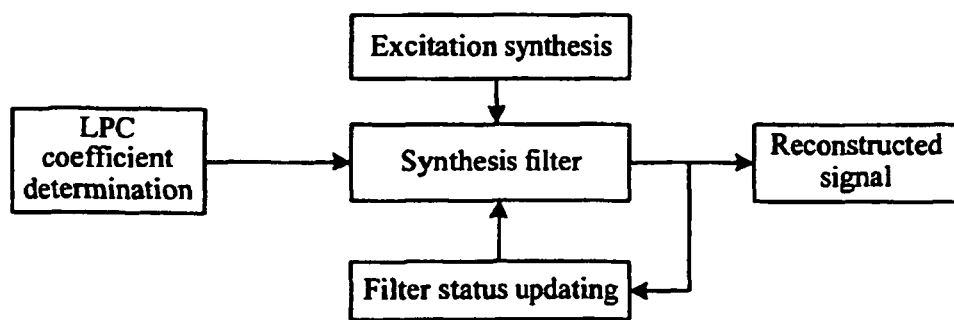 Excitation synthesis
LPC
coefficient
determination
Synthesis filter
Reconstructed
signal
Filter status updating